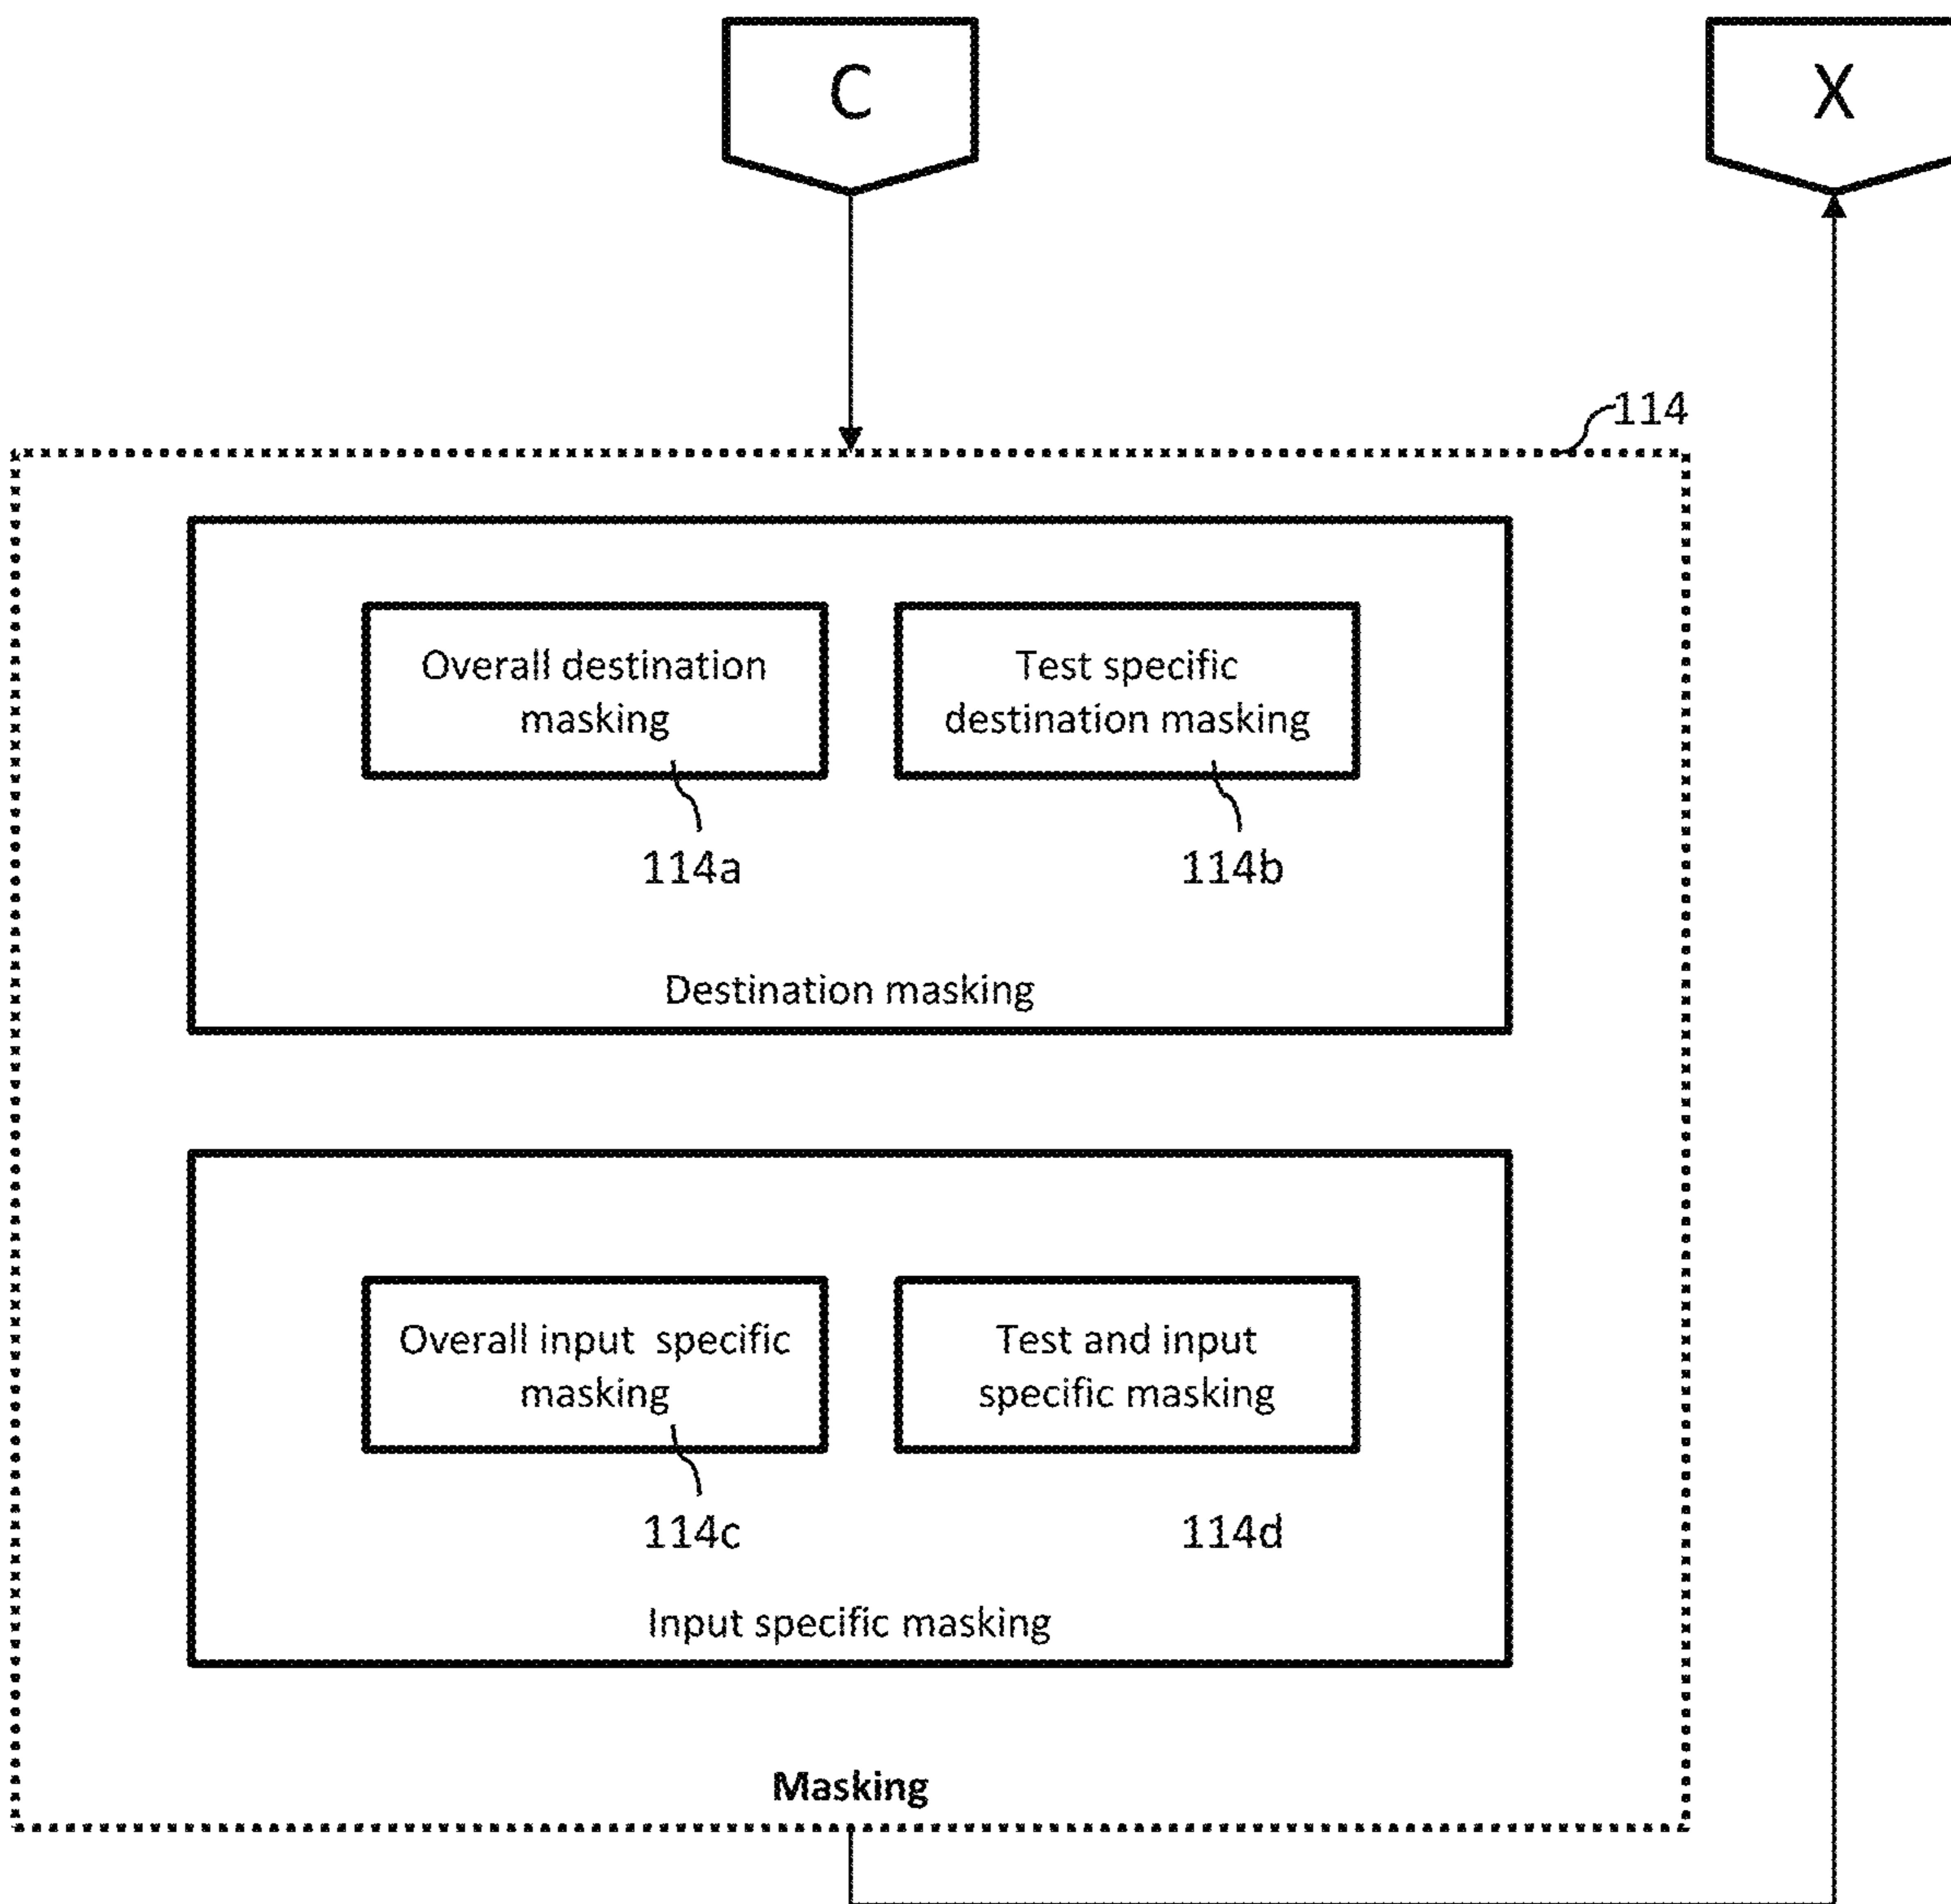 C
X
114
Overall destination
masking
Test specific
destination masking
114a
114b
Destination masking
Overall input specific
masking
Test and input
specific masking
114c
114d
Input specific masking
Masking